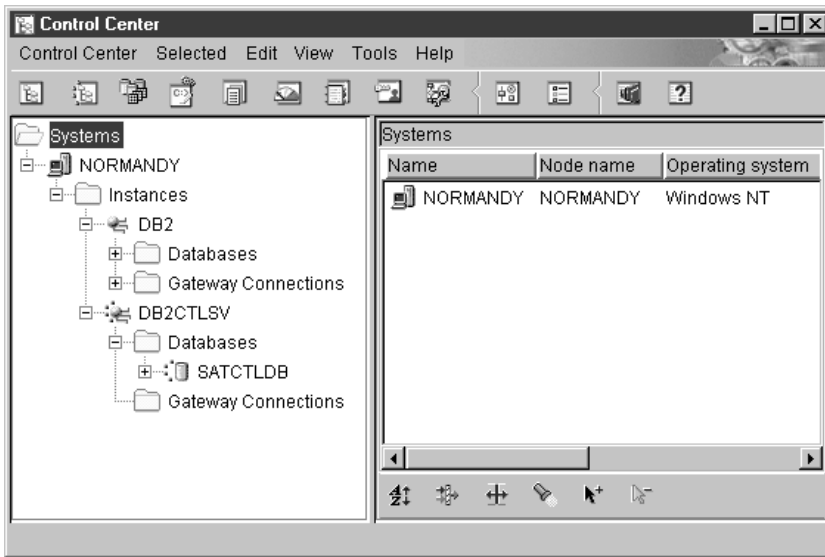 Control Center
Control Center Selected Edit View Tools Help
Systems
NORMANDY
Instances
DB2
Databases
Gateway Connections
DB2CTLSV
Databases
SATCTLDB
Gateway Connections
Systems
Name Node name Operating system
NORMANDY NORMANDY Windows NT